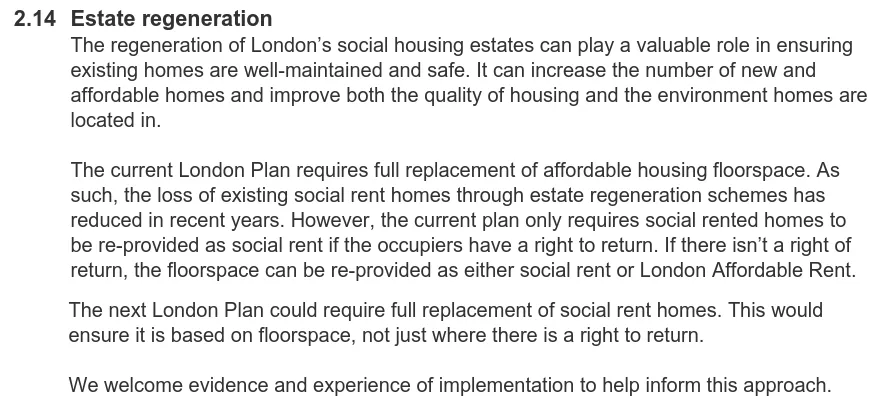 2.14 Estate regeneration
The regeneration of London's social housing estates can play a valuable role in ensuring
existing homes are well-maintained and safe. It can increase the number of new and
affordable homes and improve both the quality of housing and the environment homes are
located in.
The current London Plan requires full replacement of affordable housing floorspace. As
such, the loss of existing social rent homes through estate regeneration schemes has
reduced in recent years. However, the current plan only requires social rented homes to
be re-provided as social rent if the occupiers have a right to return. If there isn't a right of
return, the floorspace can be re-provided as either social rent or London Affordable Rent.
The next London Plan could require full replacement of social rent homes. This would
ensure it is based on floorspace, not just where there is a right to return.
We welcome evidence and experience of implementation to help inform this approach.